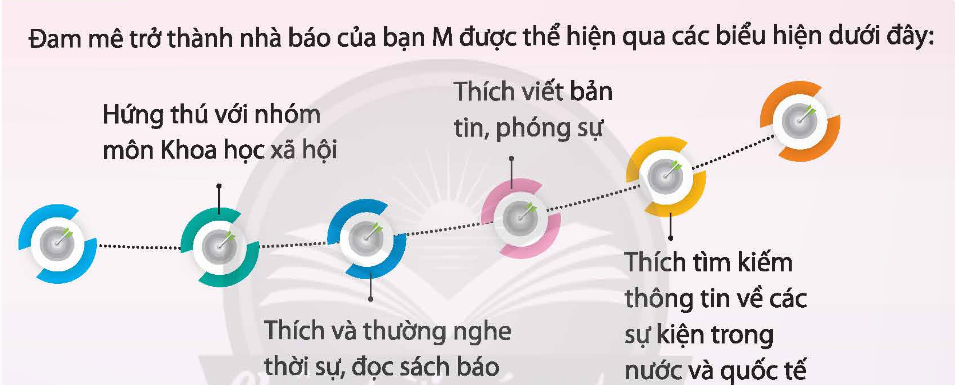 Đam mê trở thành nhà báo của bạn M được thể hiện qua các biểu hiện dưới đây:
Hứng thú với nhóm
môn Khoa học xã hội
Thích viết bản
tin, phóng sự
Thích và thường nghe
thời sự, đọc sách báo
Thích tìm kiếm
thông tin về các
sự kiện trong
nước và quốc tế